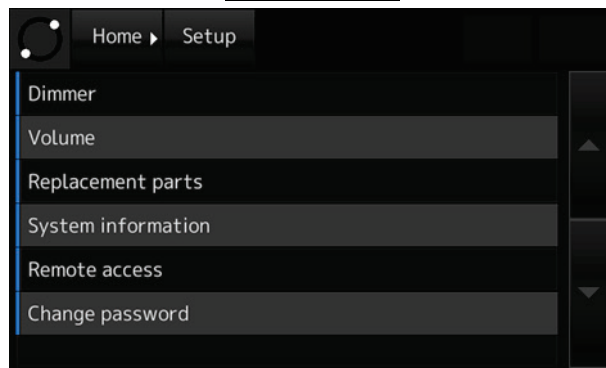 Home Setup
Dimmer
Volume
Replacement parts
System information
Remote access
Change password